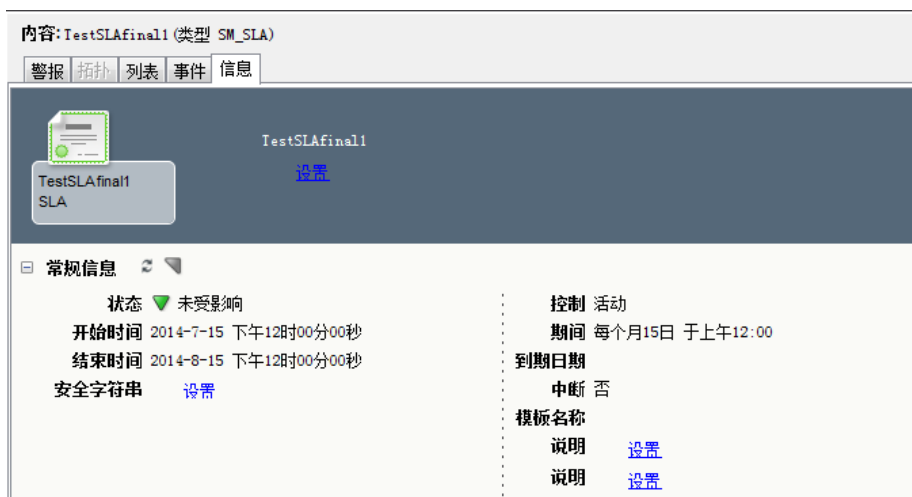 内容:TestSLAfinal1(类型 SM_SLA)
警报 拓扑 列表 事件 信息
TestSLAfinal1
设置
TestSLAfinal1
SLA
常规信息
状态 未受影响
开始时间 2014-7-15 下午12时00分00秒
结束时间 2014-8-15 下午12时00分00秒
安全字符串 设置
控制 活动
期间 每个月15日 于上午12:00
到期日期
中断 否
模板名称
说明 设置
说明 设置